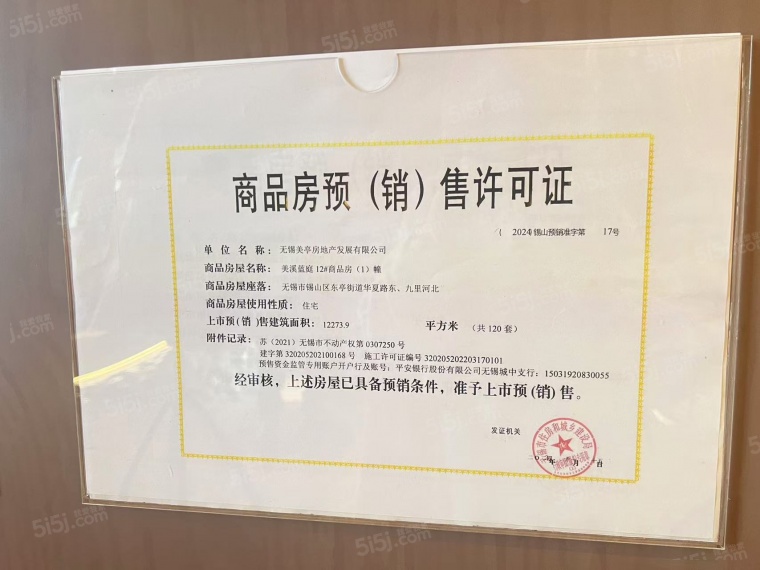 商品房预（销）售许可证
（ 2024 锡山预销准字第 17号
单位名称：无锡美亭房地产发展有限公司
商品房屋名称：美溪蓝庭12#商品房（1）幢
商品房屋座落：无锡市锡山区东亭街道华夏路东、九里河北
商品房屋使用性质：住宅
上市预(销)售建筑面积：12273.9 平方米 （共120套）
附件记录：苏（2021）无锡市不动产权第0307250号
建字第320205202100168号 施工许可证编号320205202203170101
预售资金监管专用账户开户行及账号：平安银行股份有限公司无锡城中支行：15031920830055
经审核，上述房屋已具备预销条件，准予上市预(销)售。
发证机关
年 月 日
5i5j.com